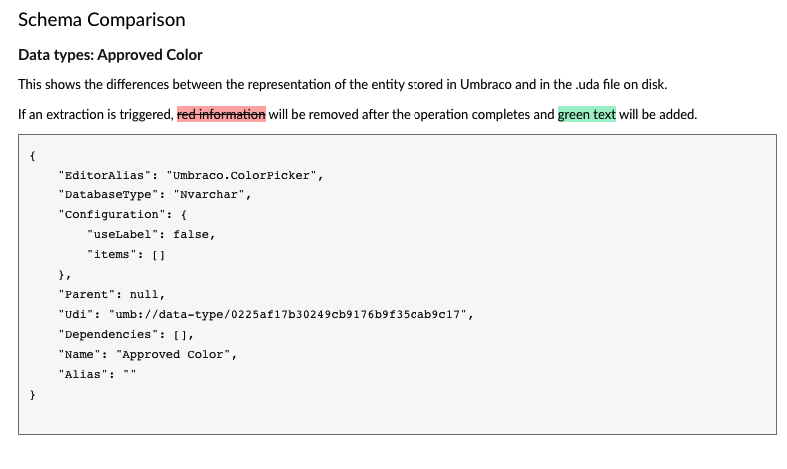 Schema Comparison
Data types: Approved Color
This shows the differences between the representation of the entity stored in Umbraco and in the .uda file on disk.
If an extraction is triggered, red information will be removed after the operation completes and green text will be added.
{
    "EditorAlias": "Umbraco.ColorPicker",
    "DatabaseType": "Nvarchar",
    "Configuration": {
        "useLabel": false,
        "items": []
    },
    "Parent": null,
    "Udi": "umb://data-type/0225af17b30249cb9176b9f35cab9c17",
    "Dependencies": [],
    "Name": "Approved Color",
    "Alias": ""
}